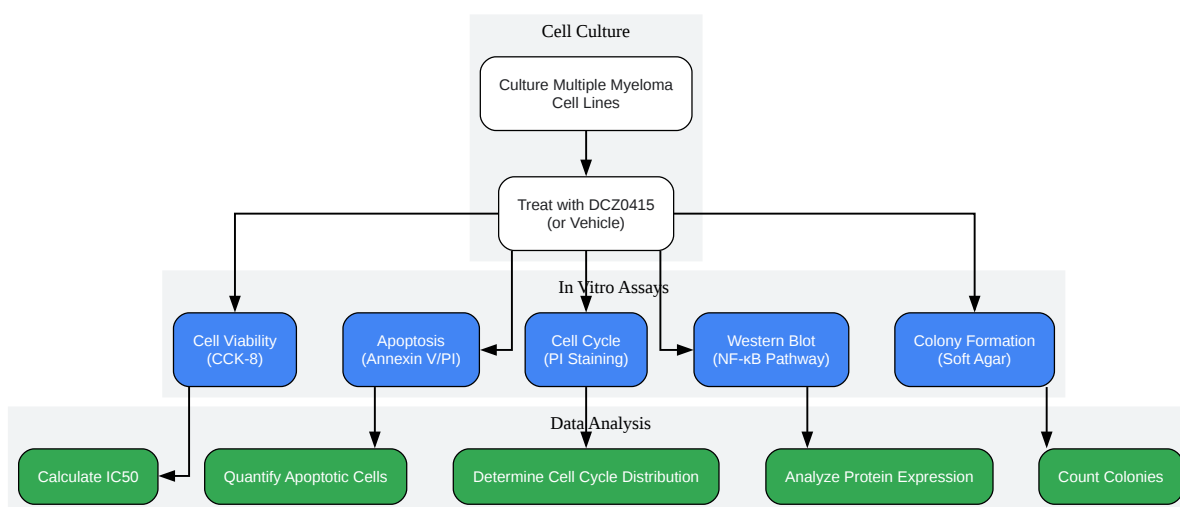 Cell Culture
Culture Multiple Myeloma
Cell Lines
Treat with DCZ0415
(or Vehicle)
In Vitro Assays
Cell Viability
(CCK-8)
Apoptosis
(Annexin V/PI)
Cell Cycle
(PI Staining)
Western Blot
(NF-κB Pathway)
Colony Formation
(Soft Agar)
Data Analysis
Calculate IC50
Quantify Apoptotic Cells
Determine Cell Cycle Distribution
Analyze Protein Expression
Count Colonies